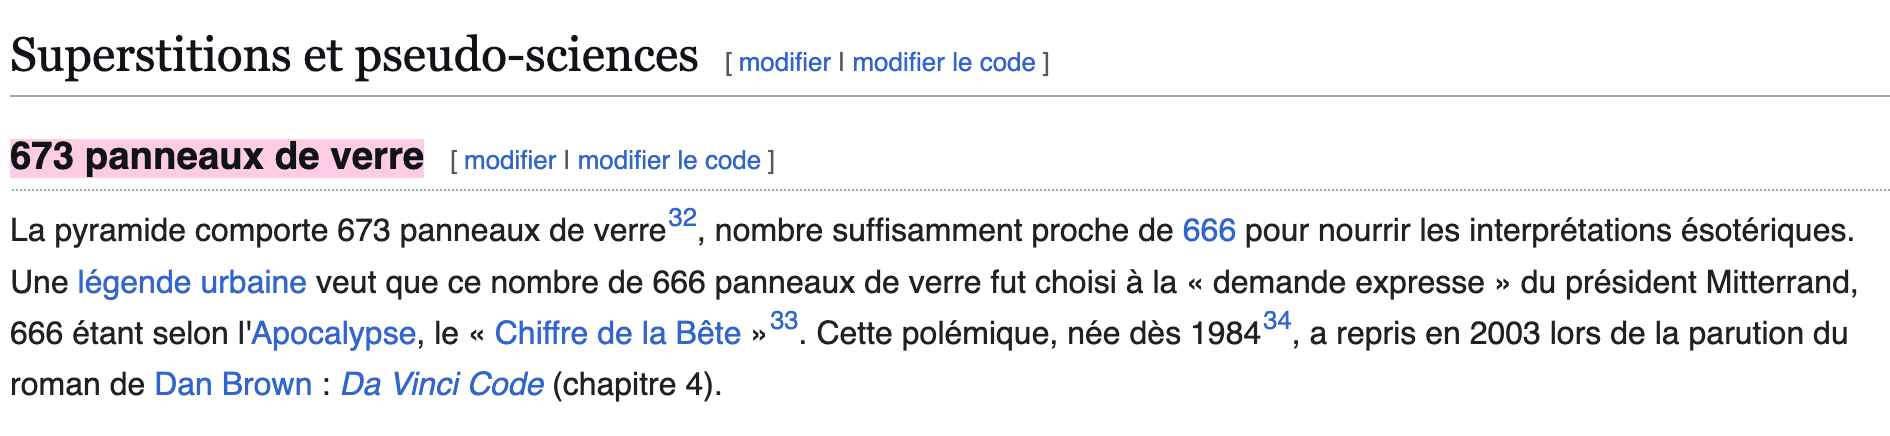 Superstitions et pseudo-sciences [ modifier | modifier le code ]
673 panneaux de verre [ modifier | modifier le code ]
La pyramide comporte 673 panneaux de verre32, nombre suffisamment proche de 666 pour nourrir les interprétations ésotériques.
Une légende urbaine veut que ce nombre de 666 panneaux de verre fut choisi à la « demande expresse » du président Mitterrand,
666 étant selon l'Apocalypse, le « Chiffre de la Bête »33. Cette polémique, née dès 198434, a repris en 2003 lors de la parution du
roman de Dan Brown : Da Vinci Code (chapitre 4).